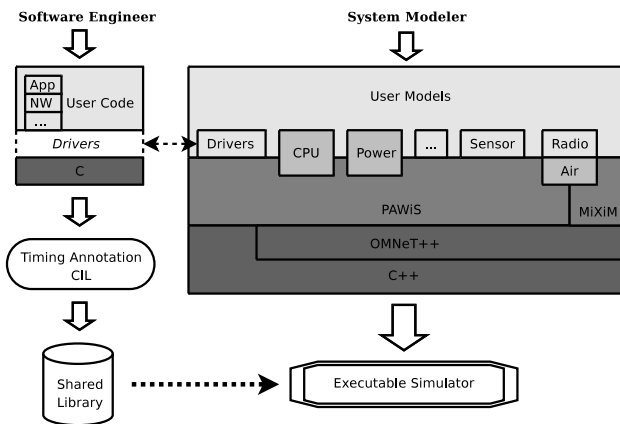 Software Engineer
System Modeler
App
NW
...
User Code
Drivers
C
Timing Annotation
CIL
Shared
Library
User Models
Drivers
CPU
Power
...
Sensor
Radio
Air
PAWiS
MiXiM
OMNeT++
C++
Executable Simulator